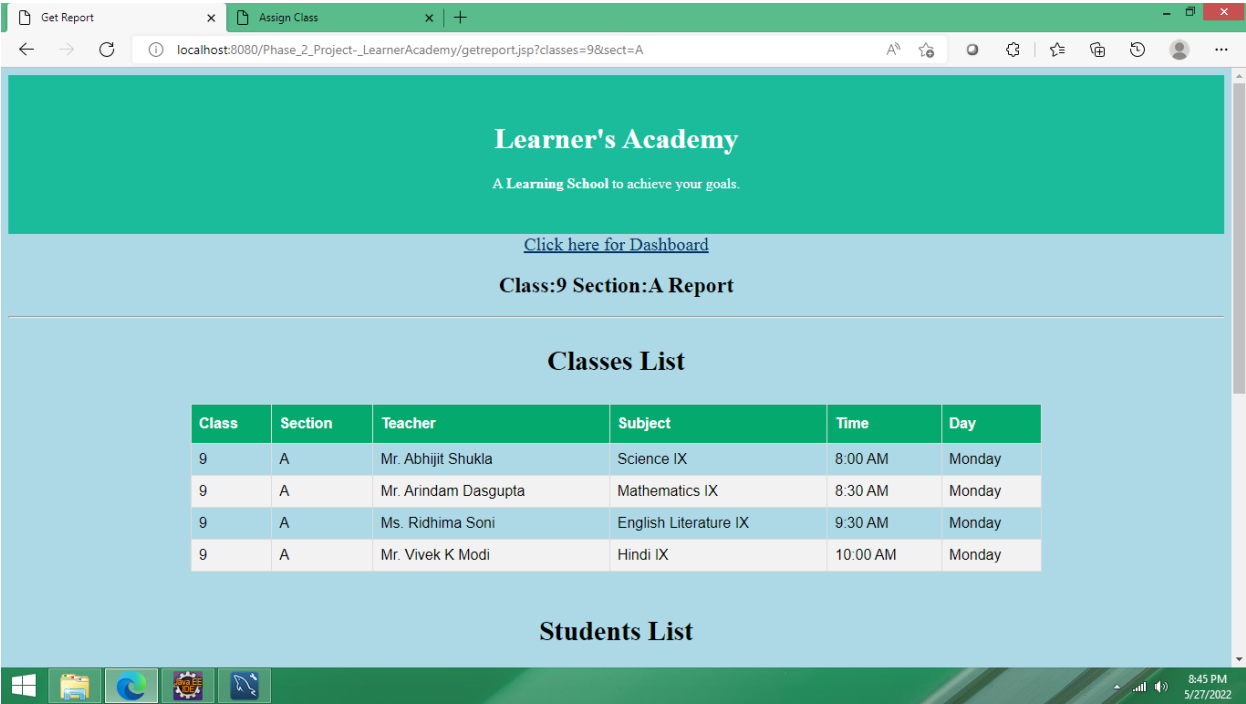 Get Report
Assign Class
localhost:8080/Phase_2_Project-_LearnerAcademy/getreport.jsp?classes=9&sect=A
Learner's Academy
A Learning School to achieve your goals.
Click here for Dashboard
Class:9 Section:A Report
Classes List
Class Section Teacher Subject Time Day
9 A Mr. Abhijit Shukla Science IX 8:00 AM Monday
9 A Mr. Arindam Dasgupta Mathematics IX 8:30 AM Monday
9 A Ms. Ridhima Soni English Literature IX 9:30 AM Monday
9 A Mr. Vivek K Modi Hindi IX 10:00 AM Monday
Students List
Java EE
IDE
8:45 PM
5/27/2022